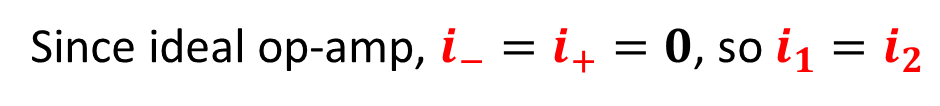 Since ideal op-amp, i₋ = i₊ = 0, so i₁ = i₂